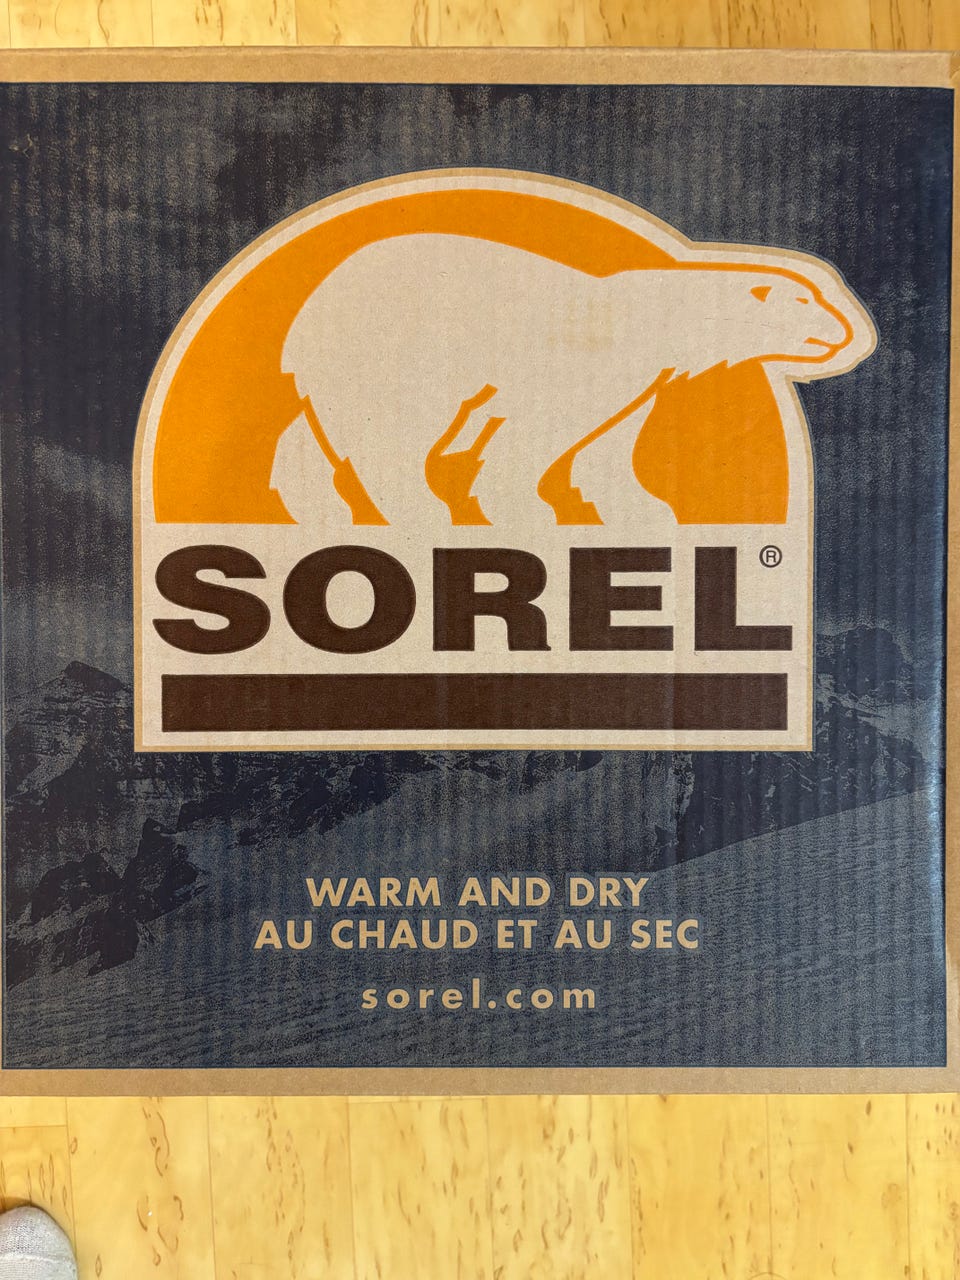 SOREL®
WARM AND DRY
AU CHAUD ET AU SEC
sorel.com